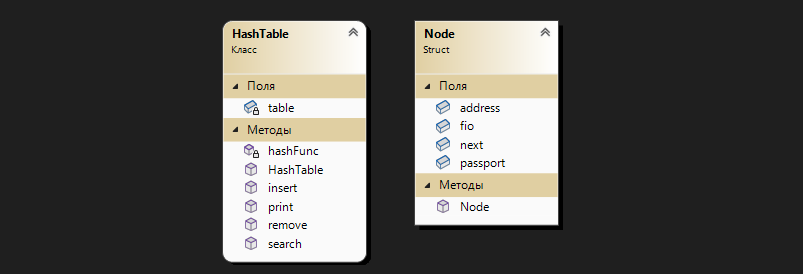 HashTable
Класс
Поля
table
Методы
hashFunc
HashTable
insert
print
remove
search
Node
Struct
Поля
address
fio
next
passport
Методы
Node